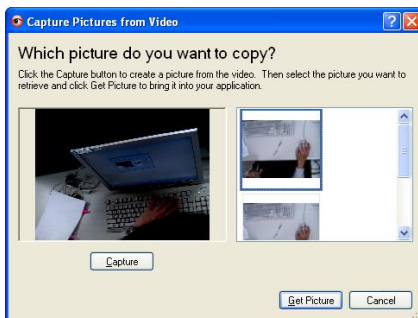 Capture Pictures from Video
Which picture do you want to copy?
Click the Capture button to create a picture from the video. Then select the picture you want to
retrieve and click Get Picture to bring it into your application.
Capture
Get Picture
Cancel